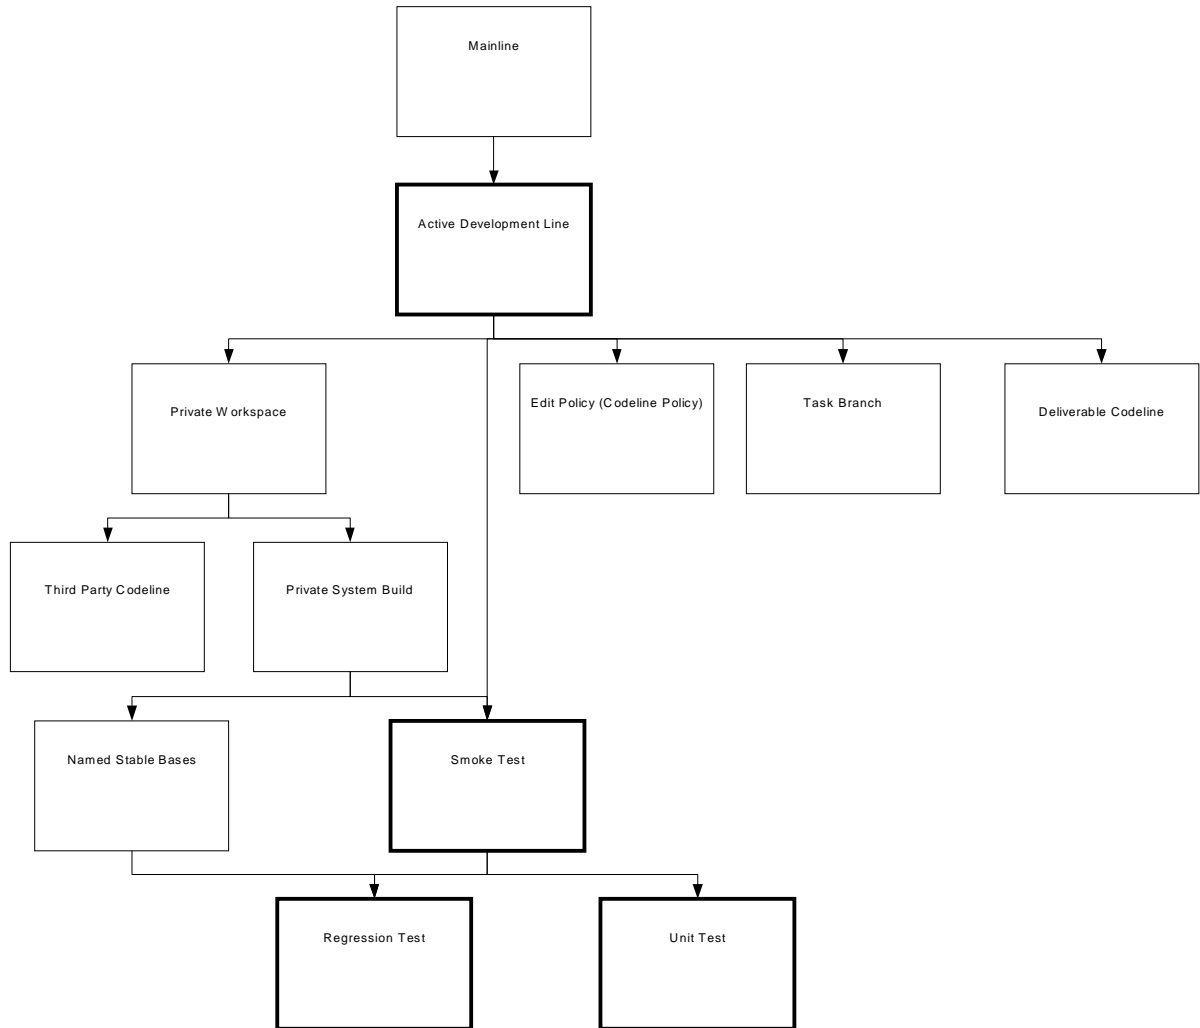 Mainline
Active Development Line
Private Workspace
Edit Policy (Codeline Policy)
Task Branch
Deliverable Codeline
Third Party Codeline
Private System Build
Named Stable Bases
Smoke Test
Regression Test
Unit Test